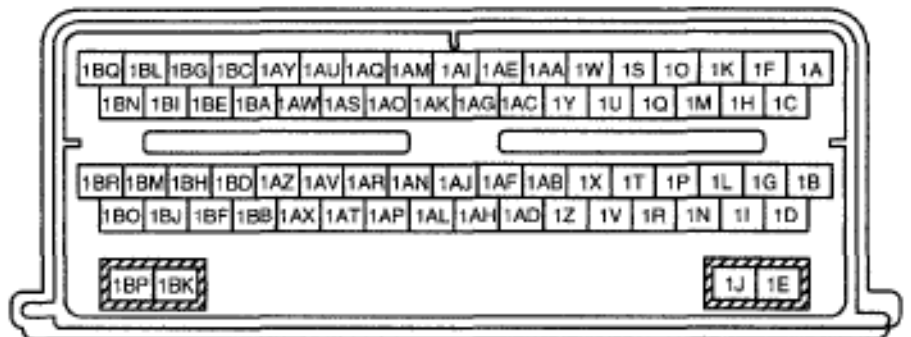 1BQ 1BL 1BG 1BC 1AY 1AU 1AQ 1AM 1AI 1AE 1AA 1W 1S 1O 1K 1F 1A
1BN 1BI 1BE 1BA 1AW 1AS 1AO 1AK 1AG 1AC 1Y 1U 1Q 1M 1H 1C
1BR 1BM 1BH 1BD 1AZ 1AV 1AR 1AN 1AJ 1AF 1AB 1X 1T 1P 1L 1G 1B
1BO 1BJ 1BF 1BB 1AX 1AT 1AP 1AL 1AH 1AD 1Z 1V 1R 1N 1I 1D
1BP 1BK 1J 1E